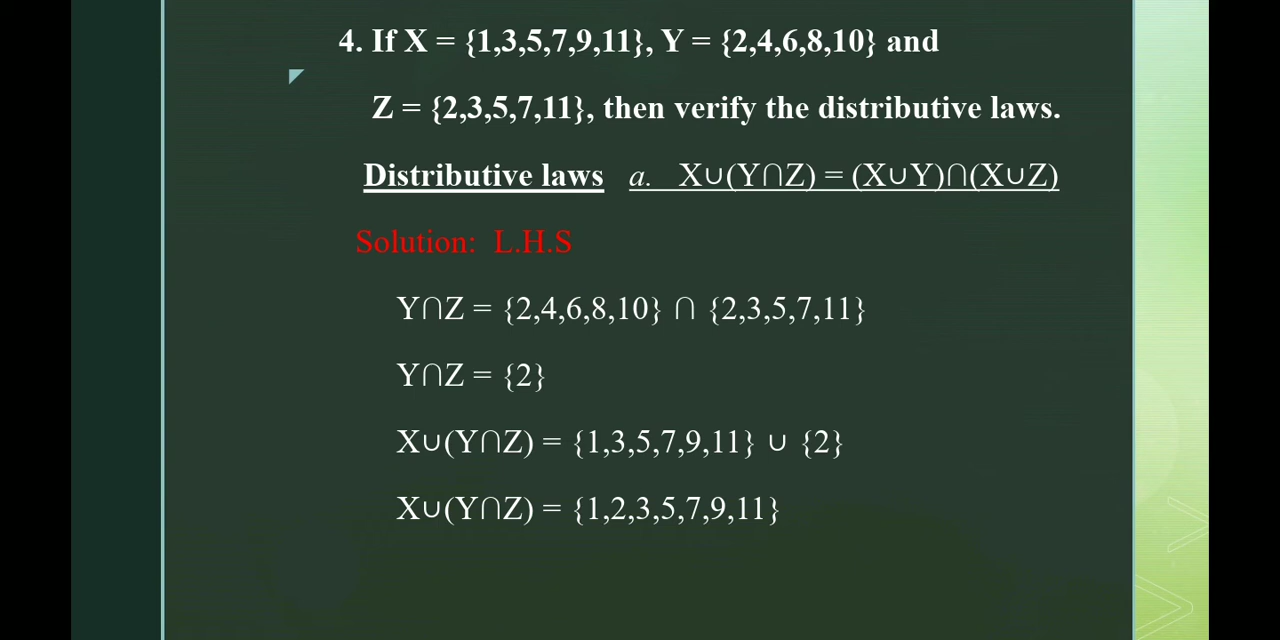 4. If X = {1,3,5,7,9,11}, Y = {2,4,6,8,10} and
Z = {2,3,5,7,11}, then verify the distributive laws.
Distributive laws a. X∪(Y∩Z) = (X∪Y)∩(X∪Z)
Solution: L.H.S
Y∩Z = {2,4,6,8,10} ∩ {2,3,5,7,11}
Y∩Z = {2}
X∪(Y∩Z) = {1,3,5,7,9,11} ∪ {2}
X∪(Y∩Z) = {1,2,3,5,7,9,11}